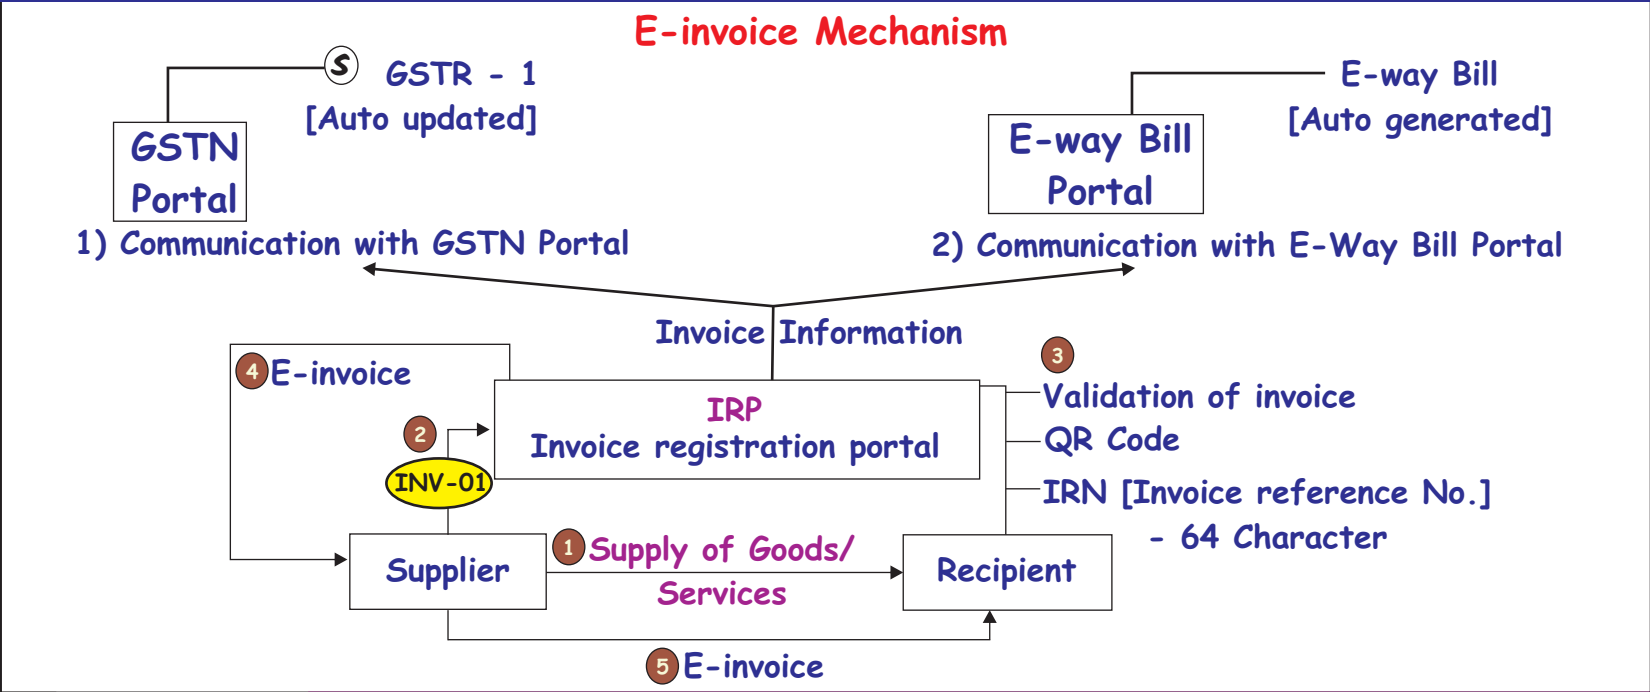 E-invoice Mechanism
S GSTR - 1
[Auto updated]
GSTN
Portal
1) Communication with GSTN Portal
E-way Bill
[Auto generated]
E-way Bill
Portal
2) Communication with E-Way Bill Portal
Invoice Information
4 E-invoice
2
INV-01
IRP
Invoice registration portal
3
Validation of invoice
QR Code
IRN [Invoice reference No.]
- 64 Character
Supplier
1 Supply of Goods/
Services
Recipient
5 E-invoice